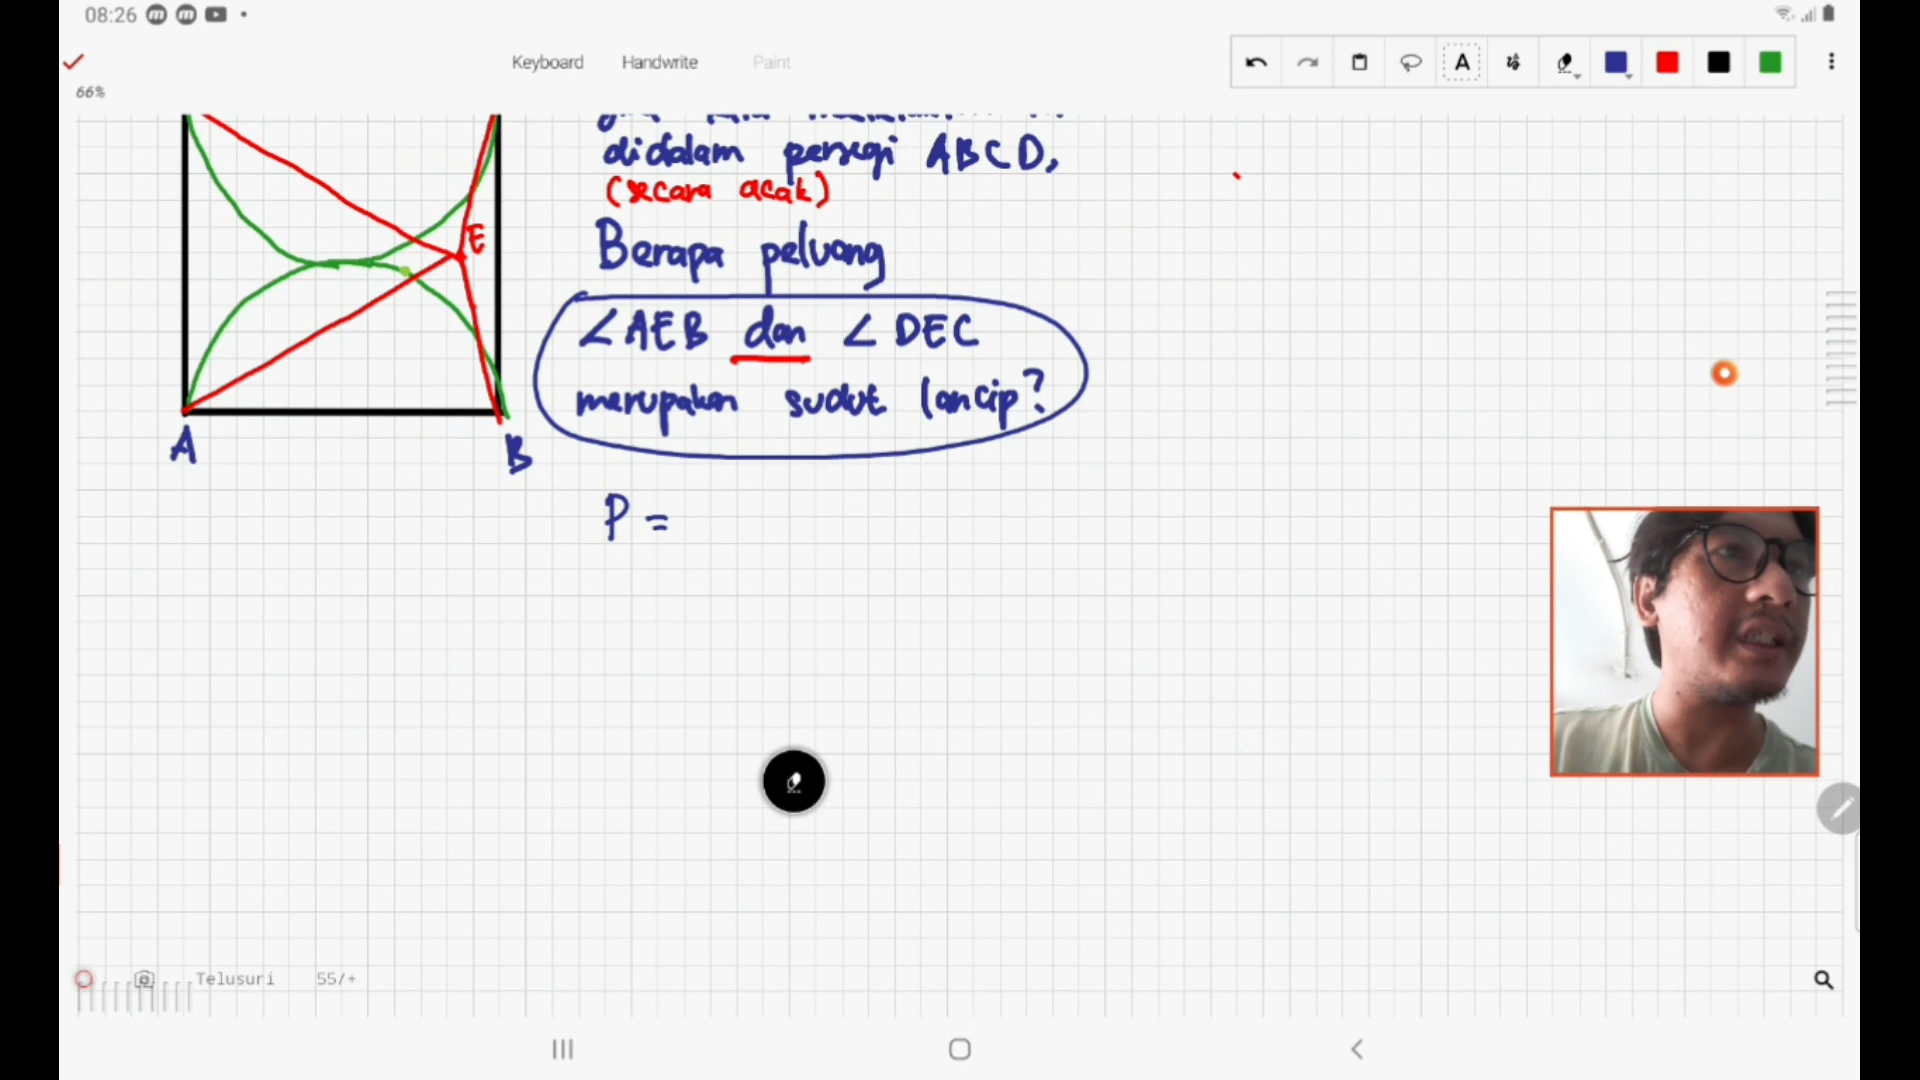 08:26
Keyboard Handwrite Paint
A
66%
didalam persegi ABCD,
(secara acak)
E
Berapa peluang
∠AEB dan ∠DEC
merupakan sudut lancip?
A
B
P =
Telusuri 55/+